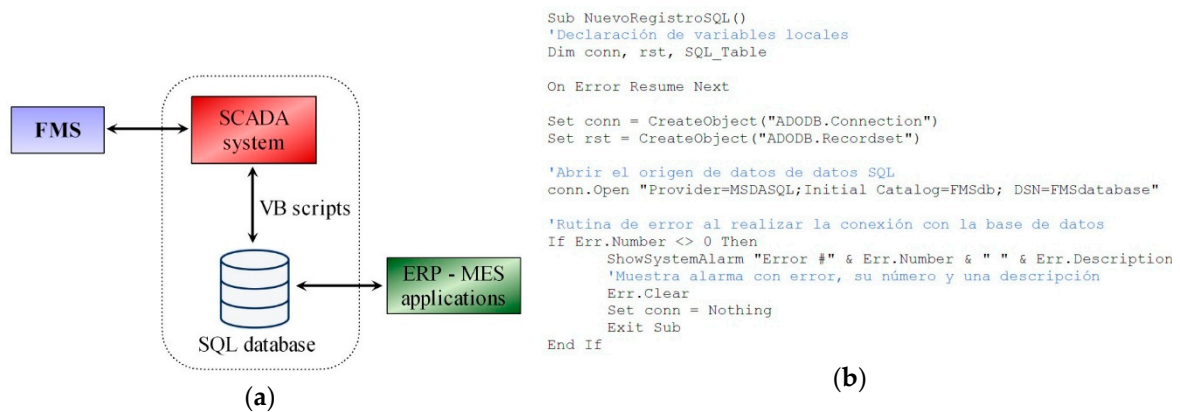 FMS
SCADA
system
VB scripts
ERP - MES
applications
SQL database
(a)
Sub NuevoRegistroSQL()
'Declaración de variables locales
Dim conn, rst, SQL_Table
On Error Resume Next
Set conn = CreateObject("ADODB.Connection")
Set rst = CreateObject("ADODB.Recordset")
'Abrir el origen de datos de datos SQL
conn.Open "Provider=MSDASQL;Initial Catalog=FMSdb; DSN=FMSdatabase"
'Rutina de error al realizar la conexión con la base de datos
If Err.Number <> 0 Then
ShowSystemAlarm "Error #" & Err.Number & " " & Err.Description
'Muestra alarma con error, su número y una descripción
Err.Clear
Set conn = Nothing
Exit Sub
End If
(b)